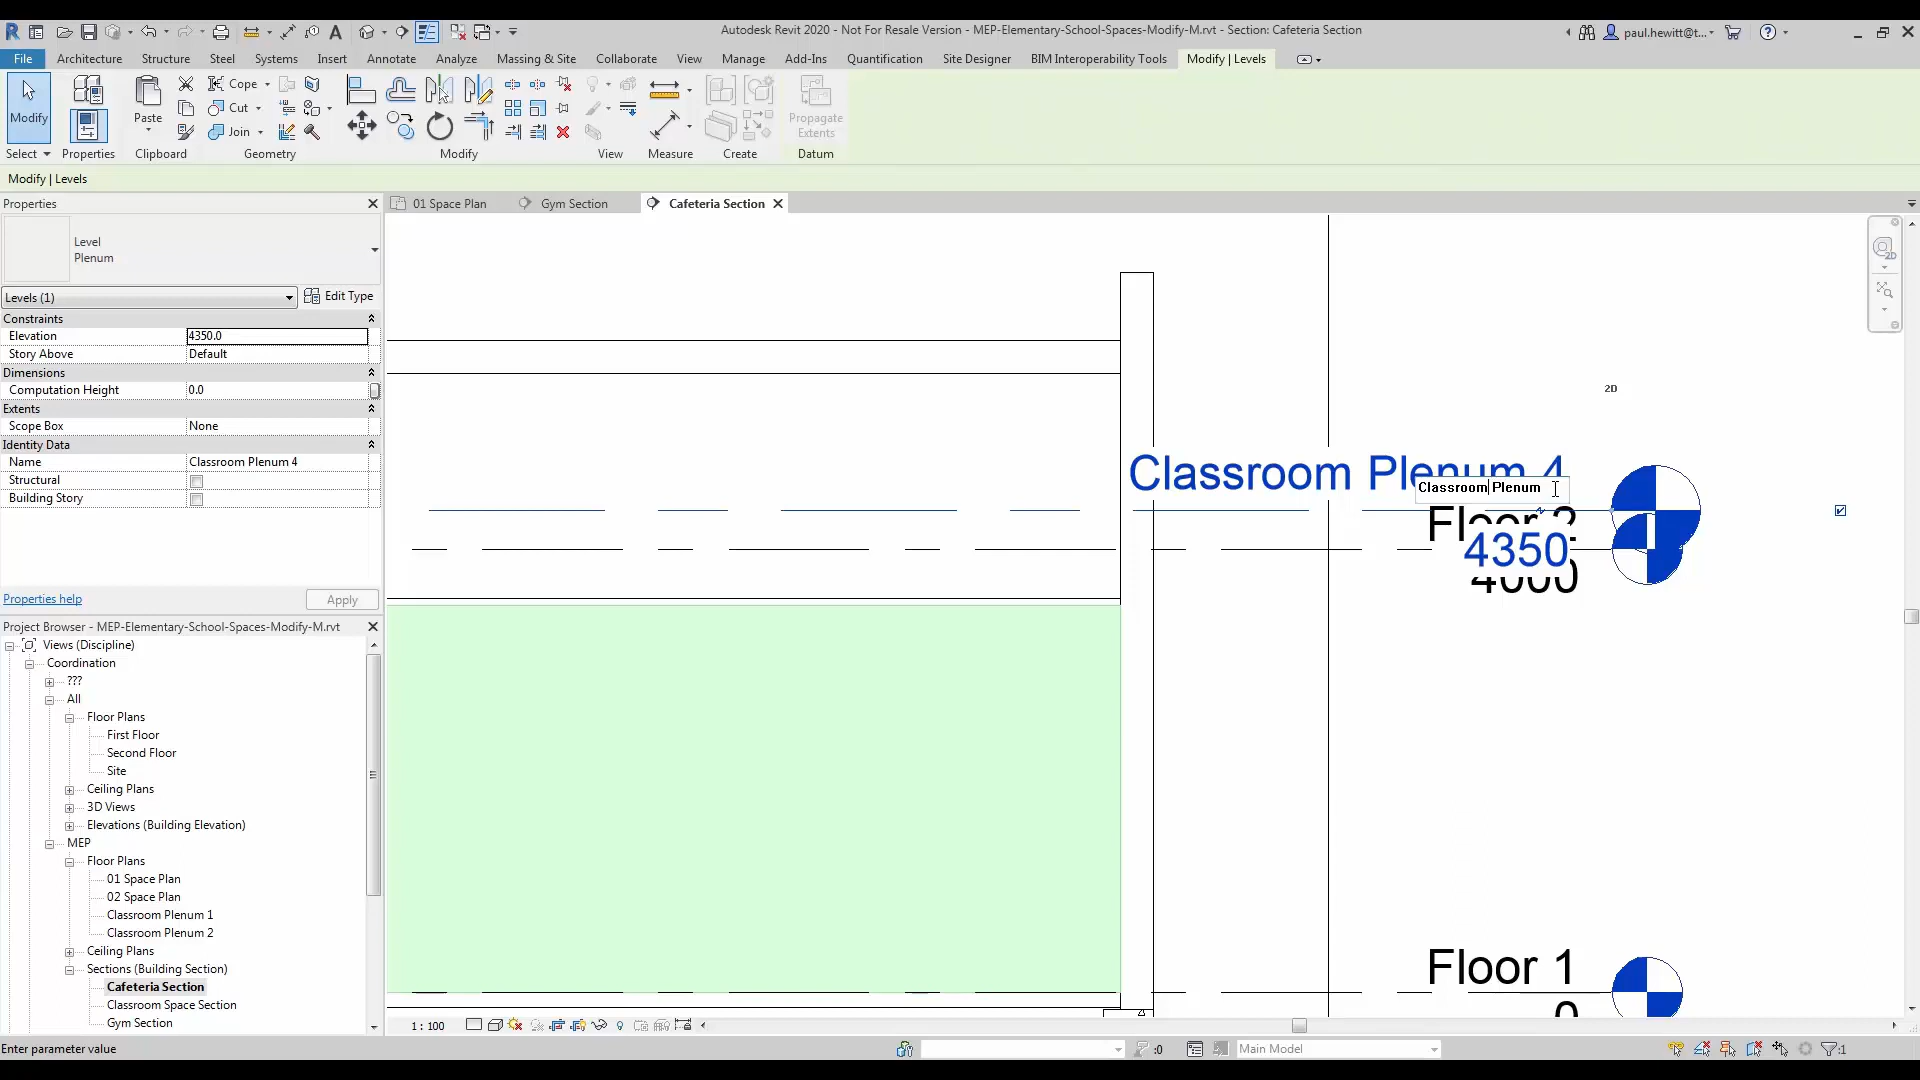 Autodesk Revit 2020 - Not For Resale Version - MEP-Elementary-School-Spaces-Modify-M.rvt - Section: Cafeteria Section
paul.hewitt@t...
File Architecture Structure Steel Systems Insert Annotate Analyze Massing & Site Collaborate View Manage Add-Ins Quantification Site Designer BIM Interoperability Tools Modify | Levels
Modify
Paste
Cope
Cut
Join
Propagate
Extents
Select Properties Clipboard Geometry Modify View Measure Create Datum
Modify | Levels
Properties
01 Space Plan Gym Section Cafeteria Section
Level
Plenum
Levels (1) Edit Type
Constraints
Elevation 4350.0
Story Above Default
Dimensions
Computation Height 0.0
Extents
Scope Box None
Identity Data
Name Classroom Plenum 4
Structural
Building Story
Properties help Apply
Project Browser - MEP-Elementary-School-Spaces-Modify-M.rvt
Views (Discipline)
Coordination
???
All
Floor Plans
First Floor
Second Floor
Site
Ceiling Plans
3D Views
Elevations (Building Elevation)
MEP
Floor Plans
01 Space Plan
02 Space Plan
Classroom Plenum 1
Classroom Plenum 2
Ceiling Plans
Sections (Building Section)
Cafeteria Section
Classroom Space Section
Gym Section
2D
2D
Classroom Plenum 4
Classroom Plenum
Floor 2
4350
4000
Floor 1
0
1 : 100
Enter parameter value
:0
Main Model
:1